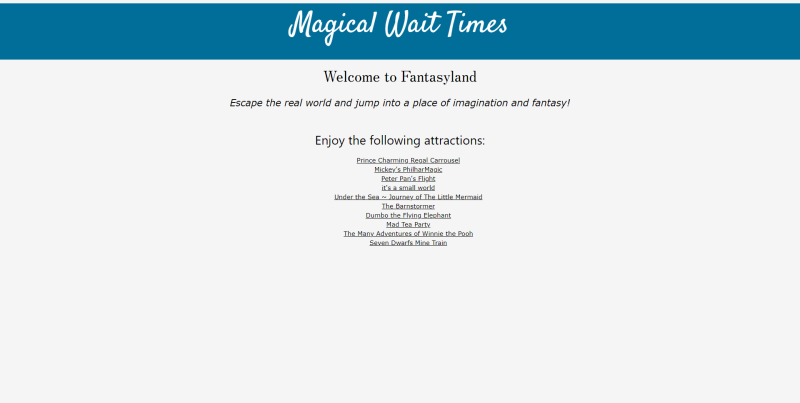 Magical Wait Times
Welcome to Fantasyland
Escape the real world and jump into a place of imagination and fantasy!
Enjoy the following attractions:
Prince Charming Regal Carrousel
Mickey's PhilharMagic
Peter Pan's Flight
it's a small world
Under the Sea ~ Journey of The Little Mermaid
The Barnstormer
Dumbo the Flying Elephant
Mad Tea Party
The Many Adventures of Winnie the Pooh
Seven Dwarfs Mine Train